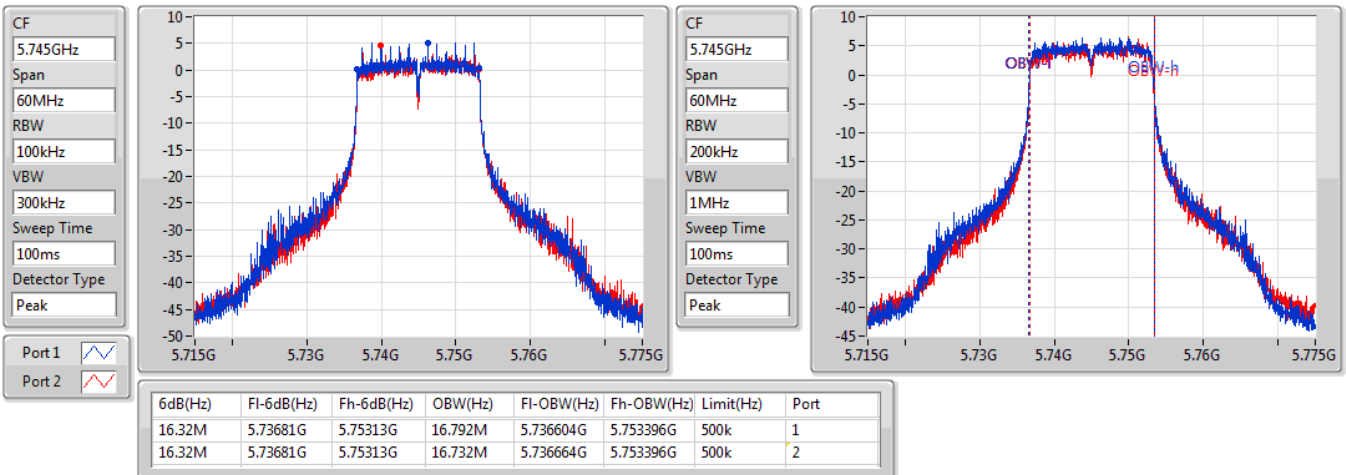 CF
5.745GHz
Span
60MHz
RBW
100kHz
VBW
300kHz
Sweep Time
100ms
Detector Type
Peak
Port 1
Port 2
10
5
0
-5
-10
-15
-20
-25
-30
-35
-40
-45
-50
5.715G 5.73G 5.74G 5.75G 5.76G 5.775G
CF
5.745GHz
Span
60MHz
RBW
200kHz
VBW
1MHz
Sweep Time
100ms
Detector Type
Peak
10
5
0
-5
-10
-15
-20
-25
-30
-35
-40
-45
OBW-l OBW-h
5.715G 5.73G 5.74G 5.75G 5.76G 5.775G
6dB(Hz) Fl-6dB(Hz) Fh-6dB(Hz) OBW(Hz) Fl-OBW(Hz) Fh-OBW(Hz) Limit(Hz) Port
16.32M 5.73681G 5.75313G 16.792M 5.736604G 5.753396G 500k 1
16.32M 5.73681G 5.75313G 16.732M 5.736664G 5.753396G 500k 2